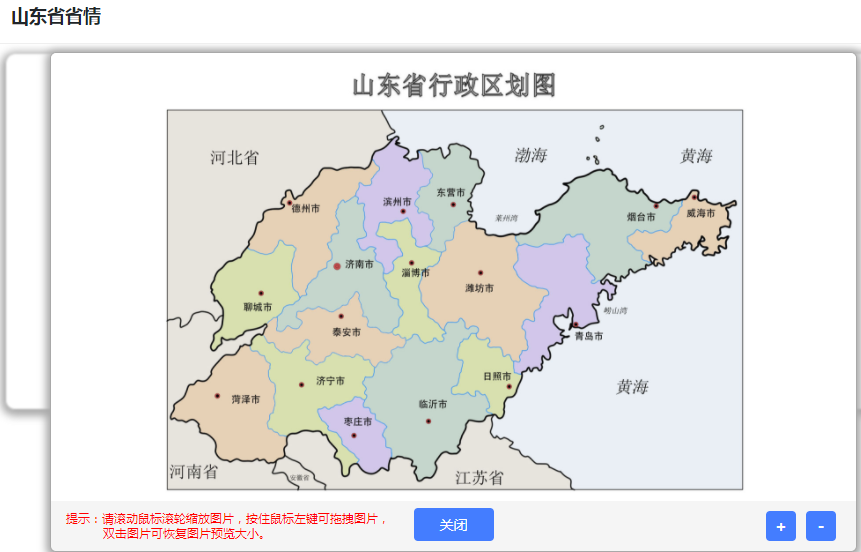 山东省省情
山东省行政区划图
河北省
渤海
黄海
东营市
滨州市
德州市
莱州湾
烟台市
威海市
济南市
淄博市
潍坊市
聊城市
崂山湾
泰安市
青岛市
济宁市
日照市
黄海
菏泽市
临沂市
枣庄市
河南省
安徽省
江苏省
提示：请滚动鼠标滚轮缩放图片，按住鼠标左键可拖拽图片，
双击图片可恢复图片预览大小。
关闭
+
-